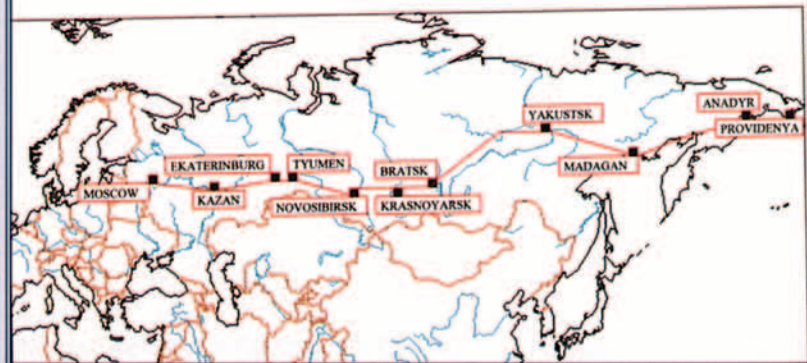 MOSCOW
KAZAN
EKATERINBURG
TYUMEN
NOVOSIBIRSK
KRASNOYARSK
BRATSK
YAKUSTSK
MADAGAN
ANADYR
PROVIDENYA